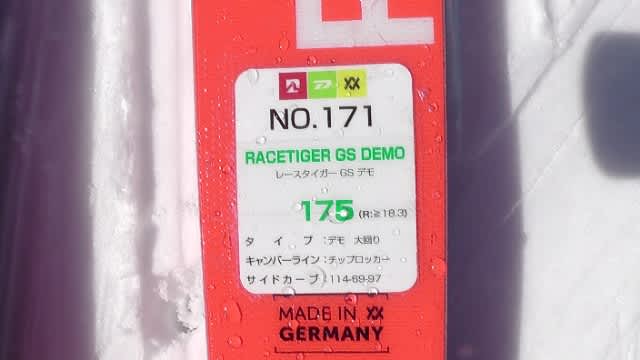 NO.171
RACETIGER GS DEMO
レースタイガー GS デモ
175 (R:≧18.3)
タイプ:デモ 大回り
キャンバーライン:チップロッカー
サイドカーブ:114-69-97
MADE IN
GERMANY